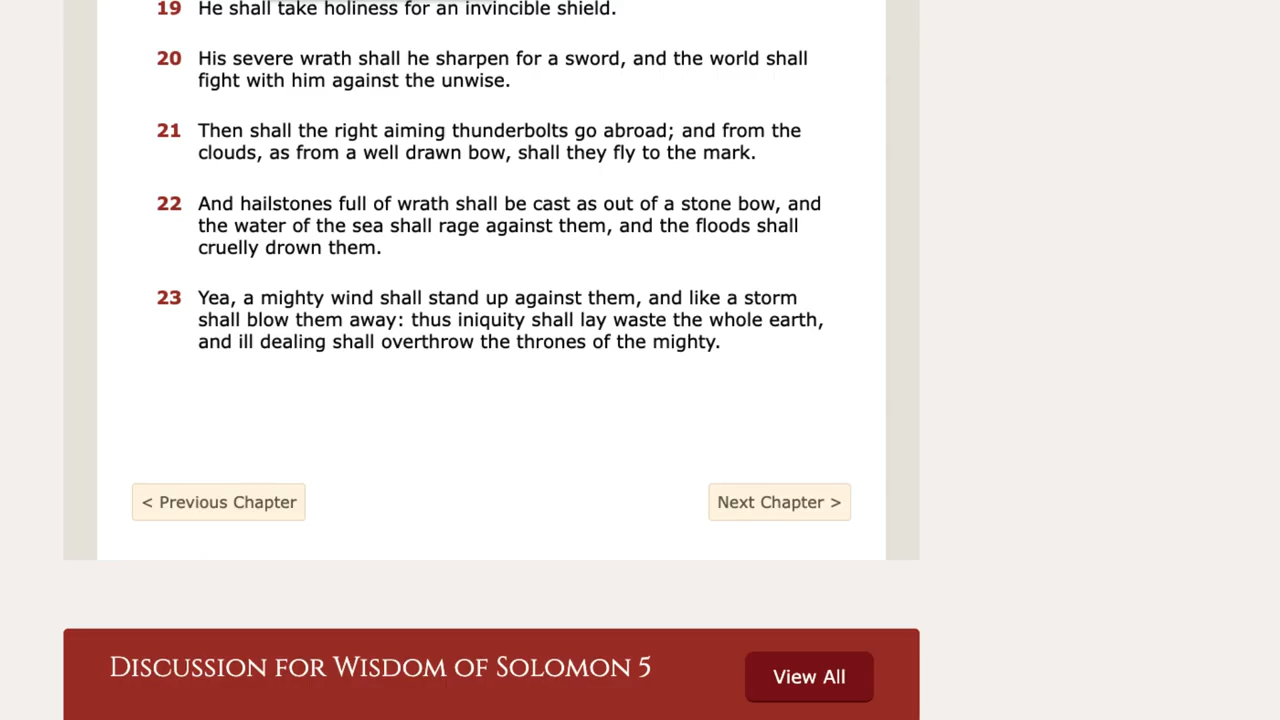 19 He shall take holiness for an invincible shield.
20 His severe wrath shall he sharpen for a sword, and the world shall
fight with him against the unwise.
21 Then shall the right aiming thunderbolts go abroad; and from the
clouds, as from a well drawn bow, shall they fly to the mark.
22 And hailstones full of wrath shall be cast as out of a stone bow, and
the water of the sea shall rage against them, and the floods shall
cruelly drown them.
23 Yea, a mighty wind shall stand up against them, and like a storm
shall blow them away: thus iniquity shall lay waste the whole earth,
and ill dealing shall overthrow the thrones of the mighty.
< Previous Chapter
Next Chapter >
Discussion for Wisdom of Solomon 5
View All